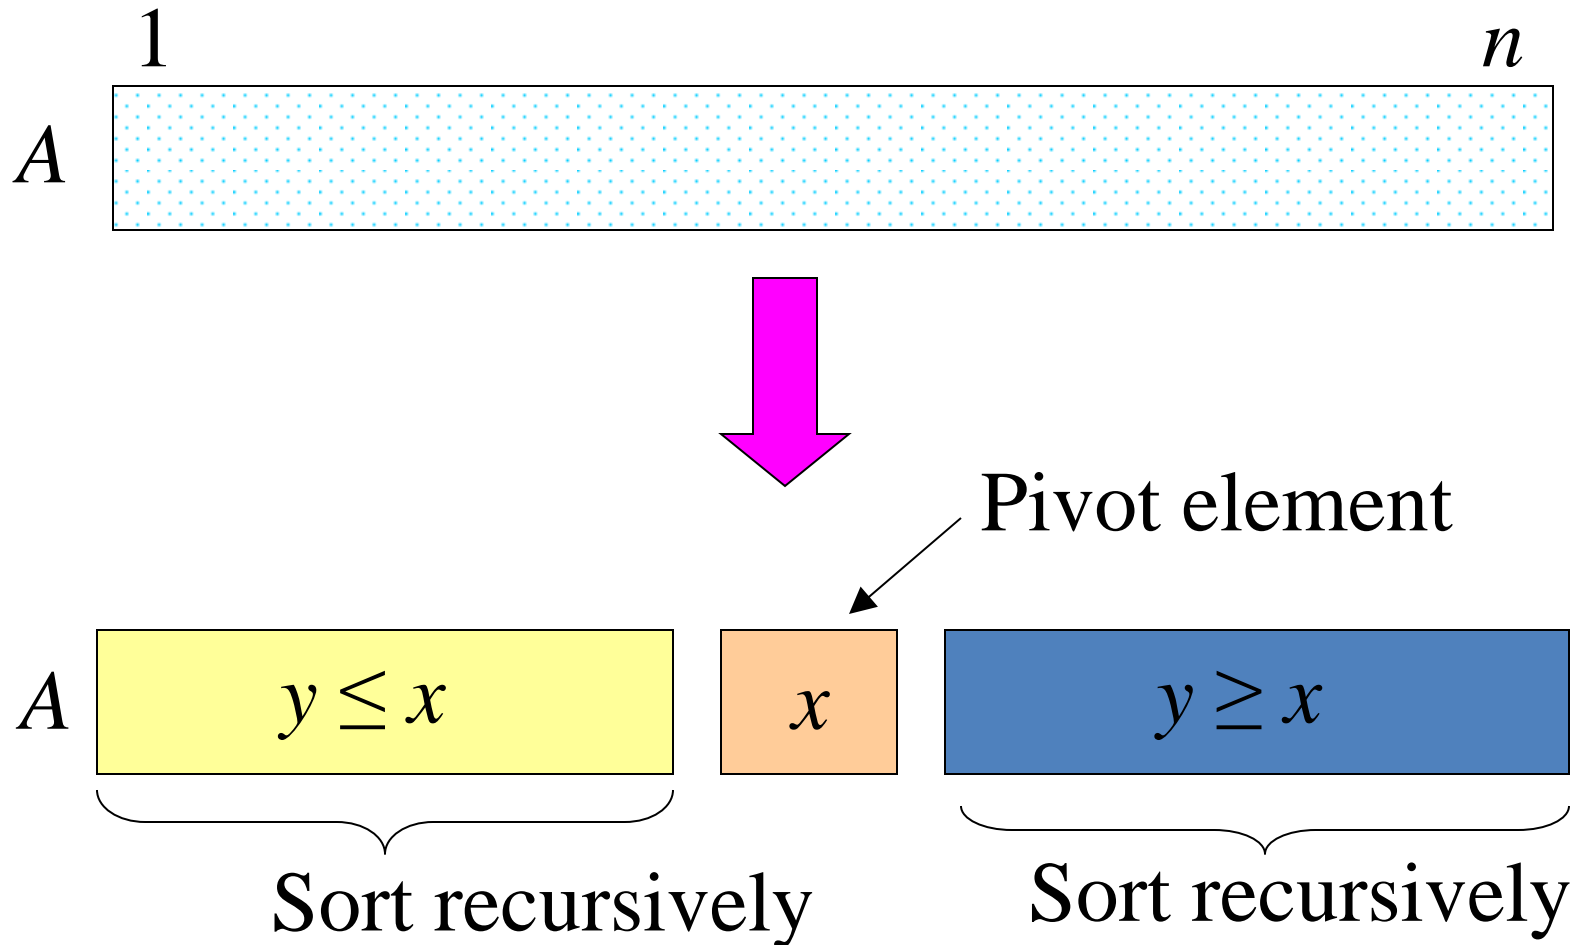 1 n
A
Pivot element
A y ≤ x x y ≥ x
Sort recursively Sort recursively